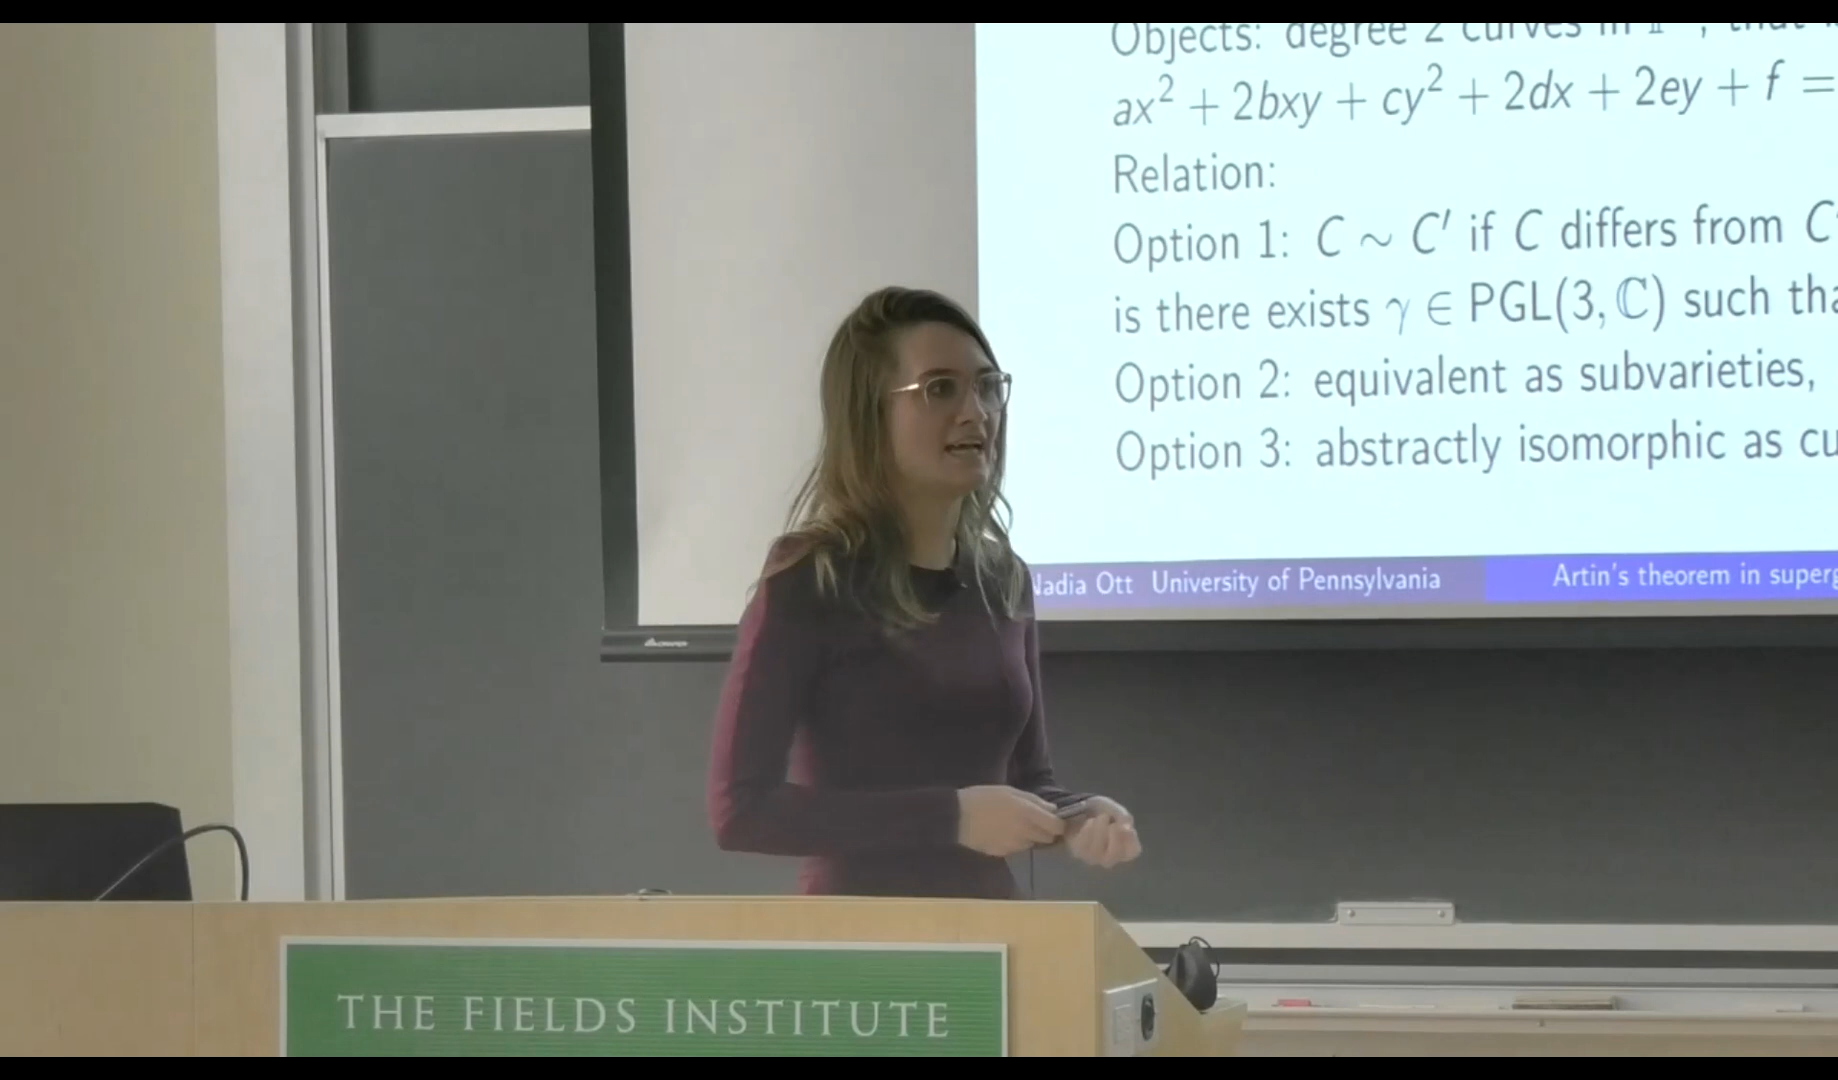 Objects: degree 2 curves in ℙ , that
ax² + 2bxy + cy² + 2dx + 2ey + f =
Relation:
Option 1: C ∼ C′ if C differs from C
is there exists γ ∈ PGL(3, ℂ) such tha
Option 2: equivalent as subvarieties,
Option 3: abstractly isomorphic as cu
Nadia Ott University of Pennsylvania
Artin's theorem in superg
THE FIELDS INSTITUTE